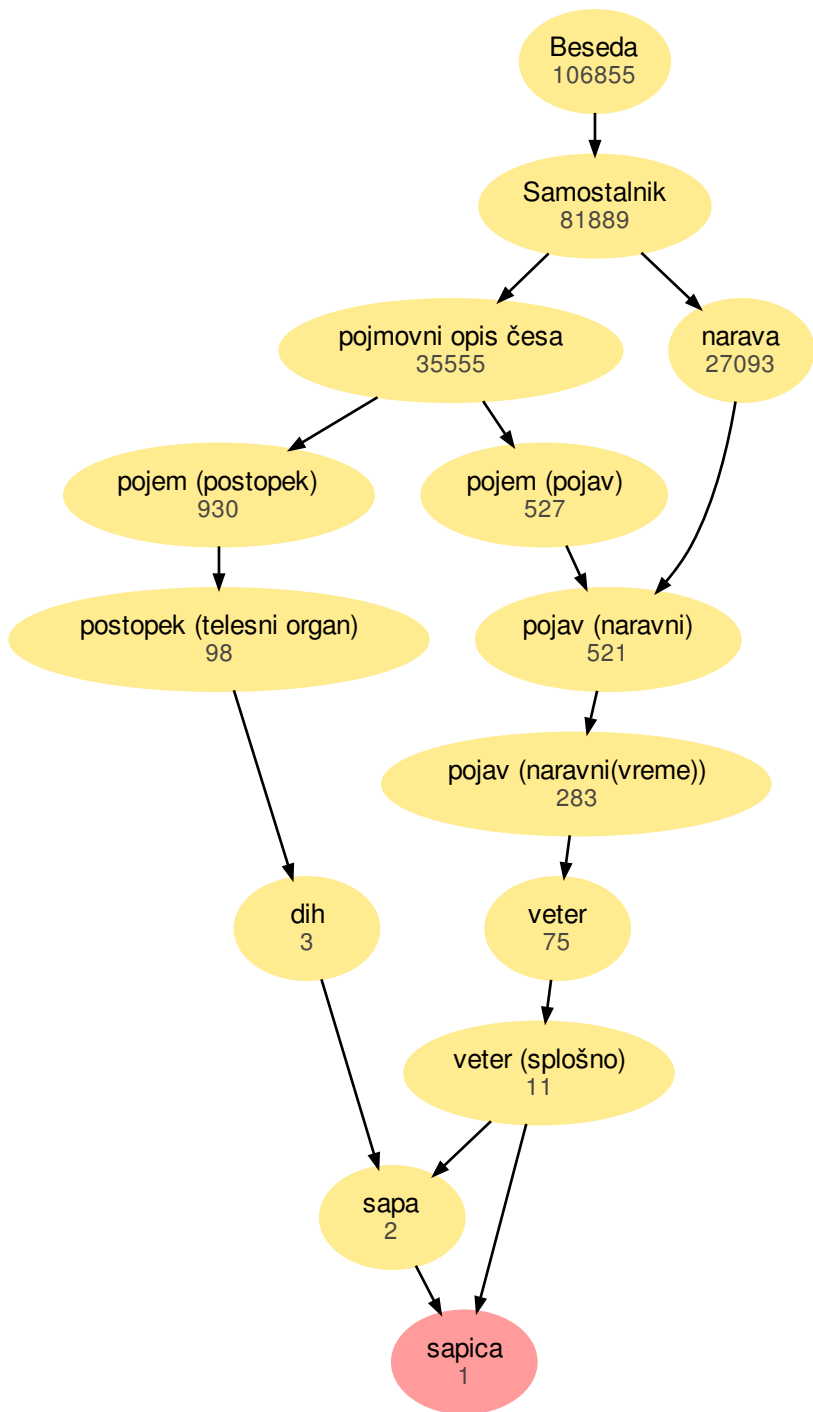 Beseda
106855
Samostalnik
81889
pojmovni opis česa
35555
narava
27093
pojem (postopek)
930
pojem (pojav)
527
postopek (telesni organ)
98
pojav (naravni)
521
pojav (naravni(vreme))
283
dih
3
veter
75
veter (splošno)
11
sapa
2
sapica
1